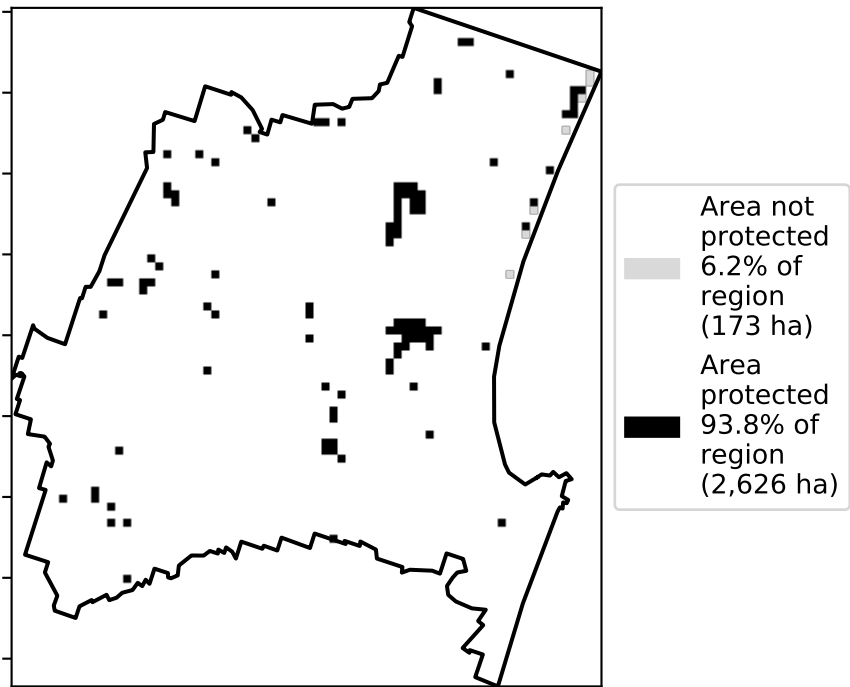 Area not
protected
6.2% of
region
(173 ha)
Area
protected
93.8% of
region
(2,626 ha)